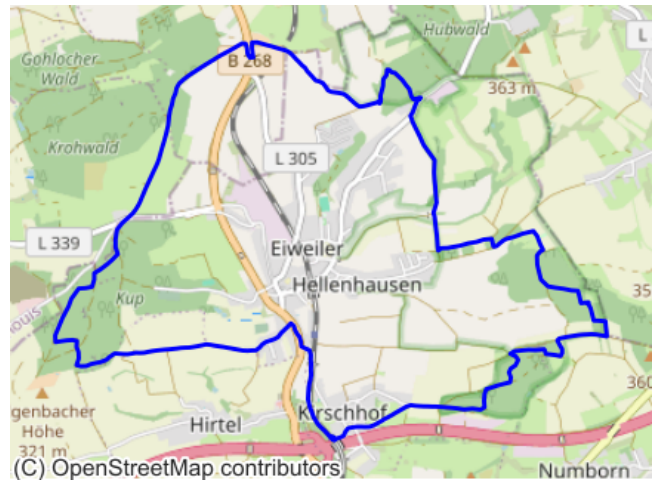 Hubwald
Gohlocher
Wald
B 268
L
363 m
Krohwald
L 305
L 339
Eiweiler
Kup
Hellenhausen
35
ouis
genbacher
Höhe
321 m
Hirtel
Kirschhof
360
Numborn
(C) OpenStreetMap contributors